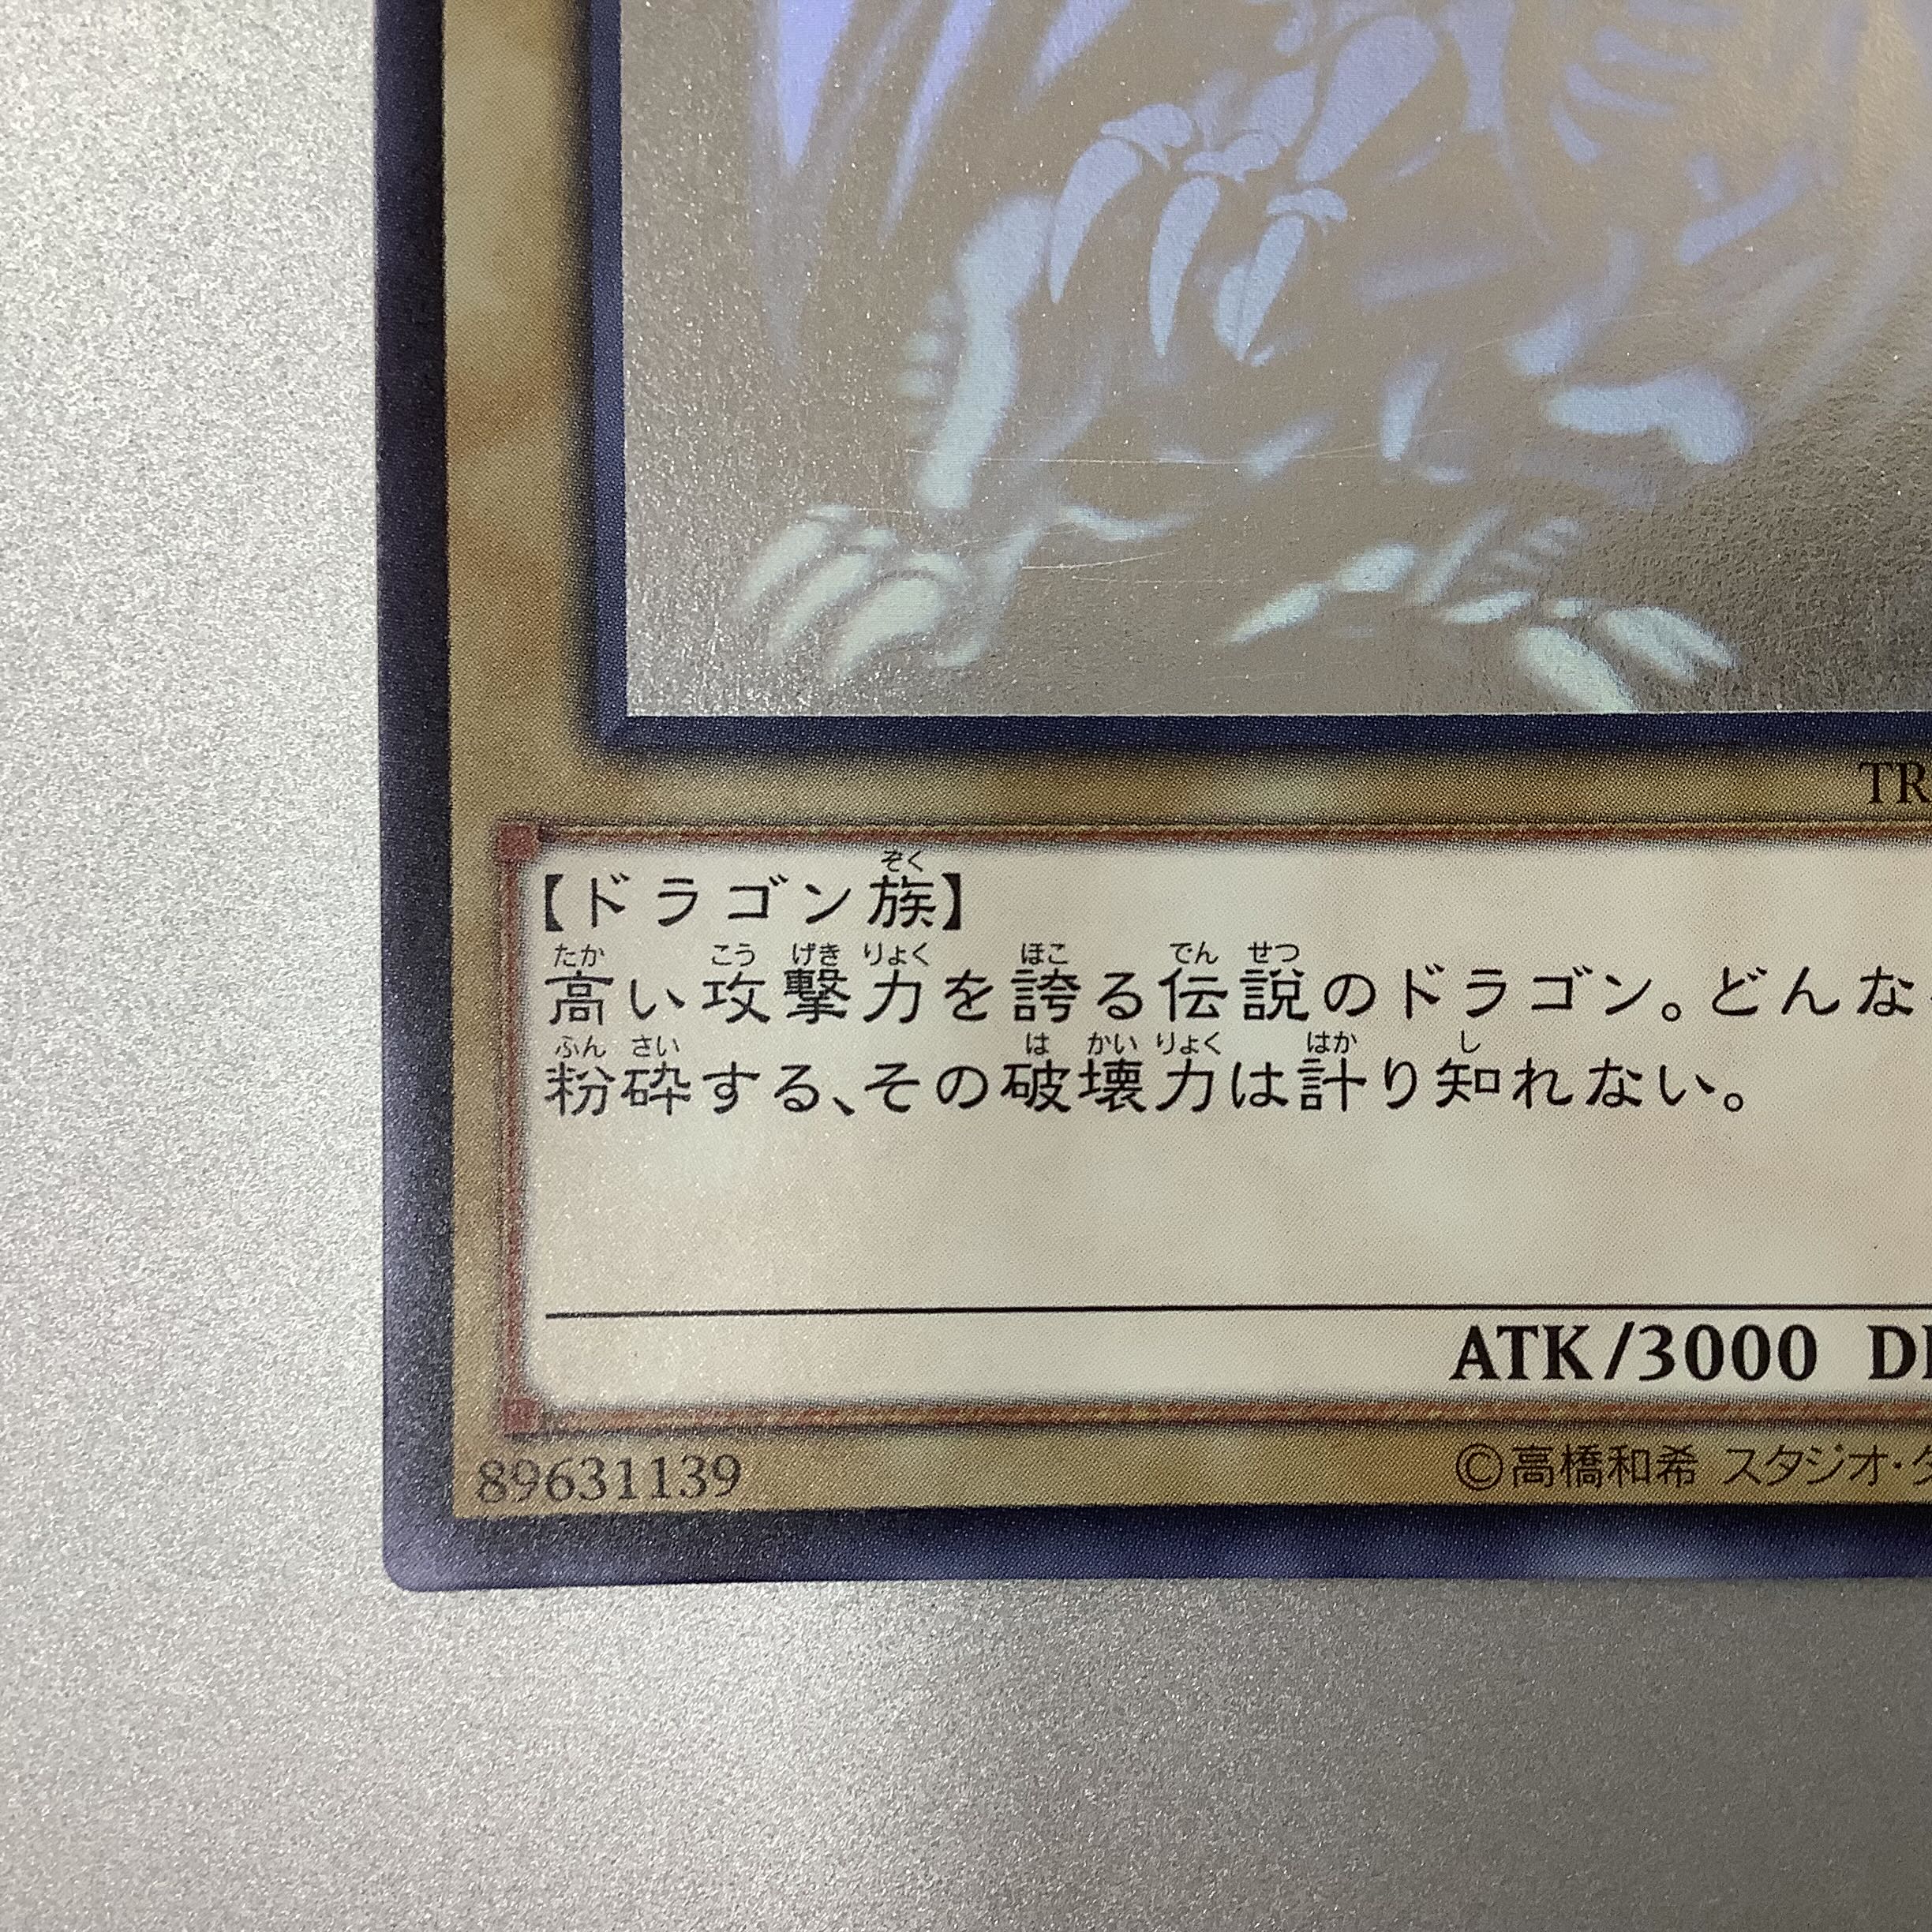 TR
【ドラゴン族】
高い攻撃力を誇る伝説のドラゴン。どんな
粉砕する、その破壊力は計り知れない。
ATK/3000 DE
89631139
©高橋和希 スタジオ・ダ